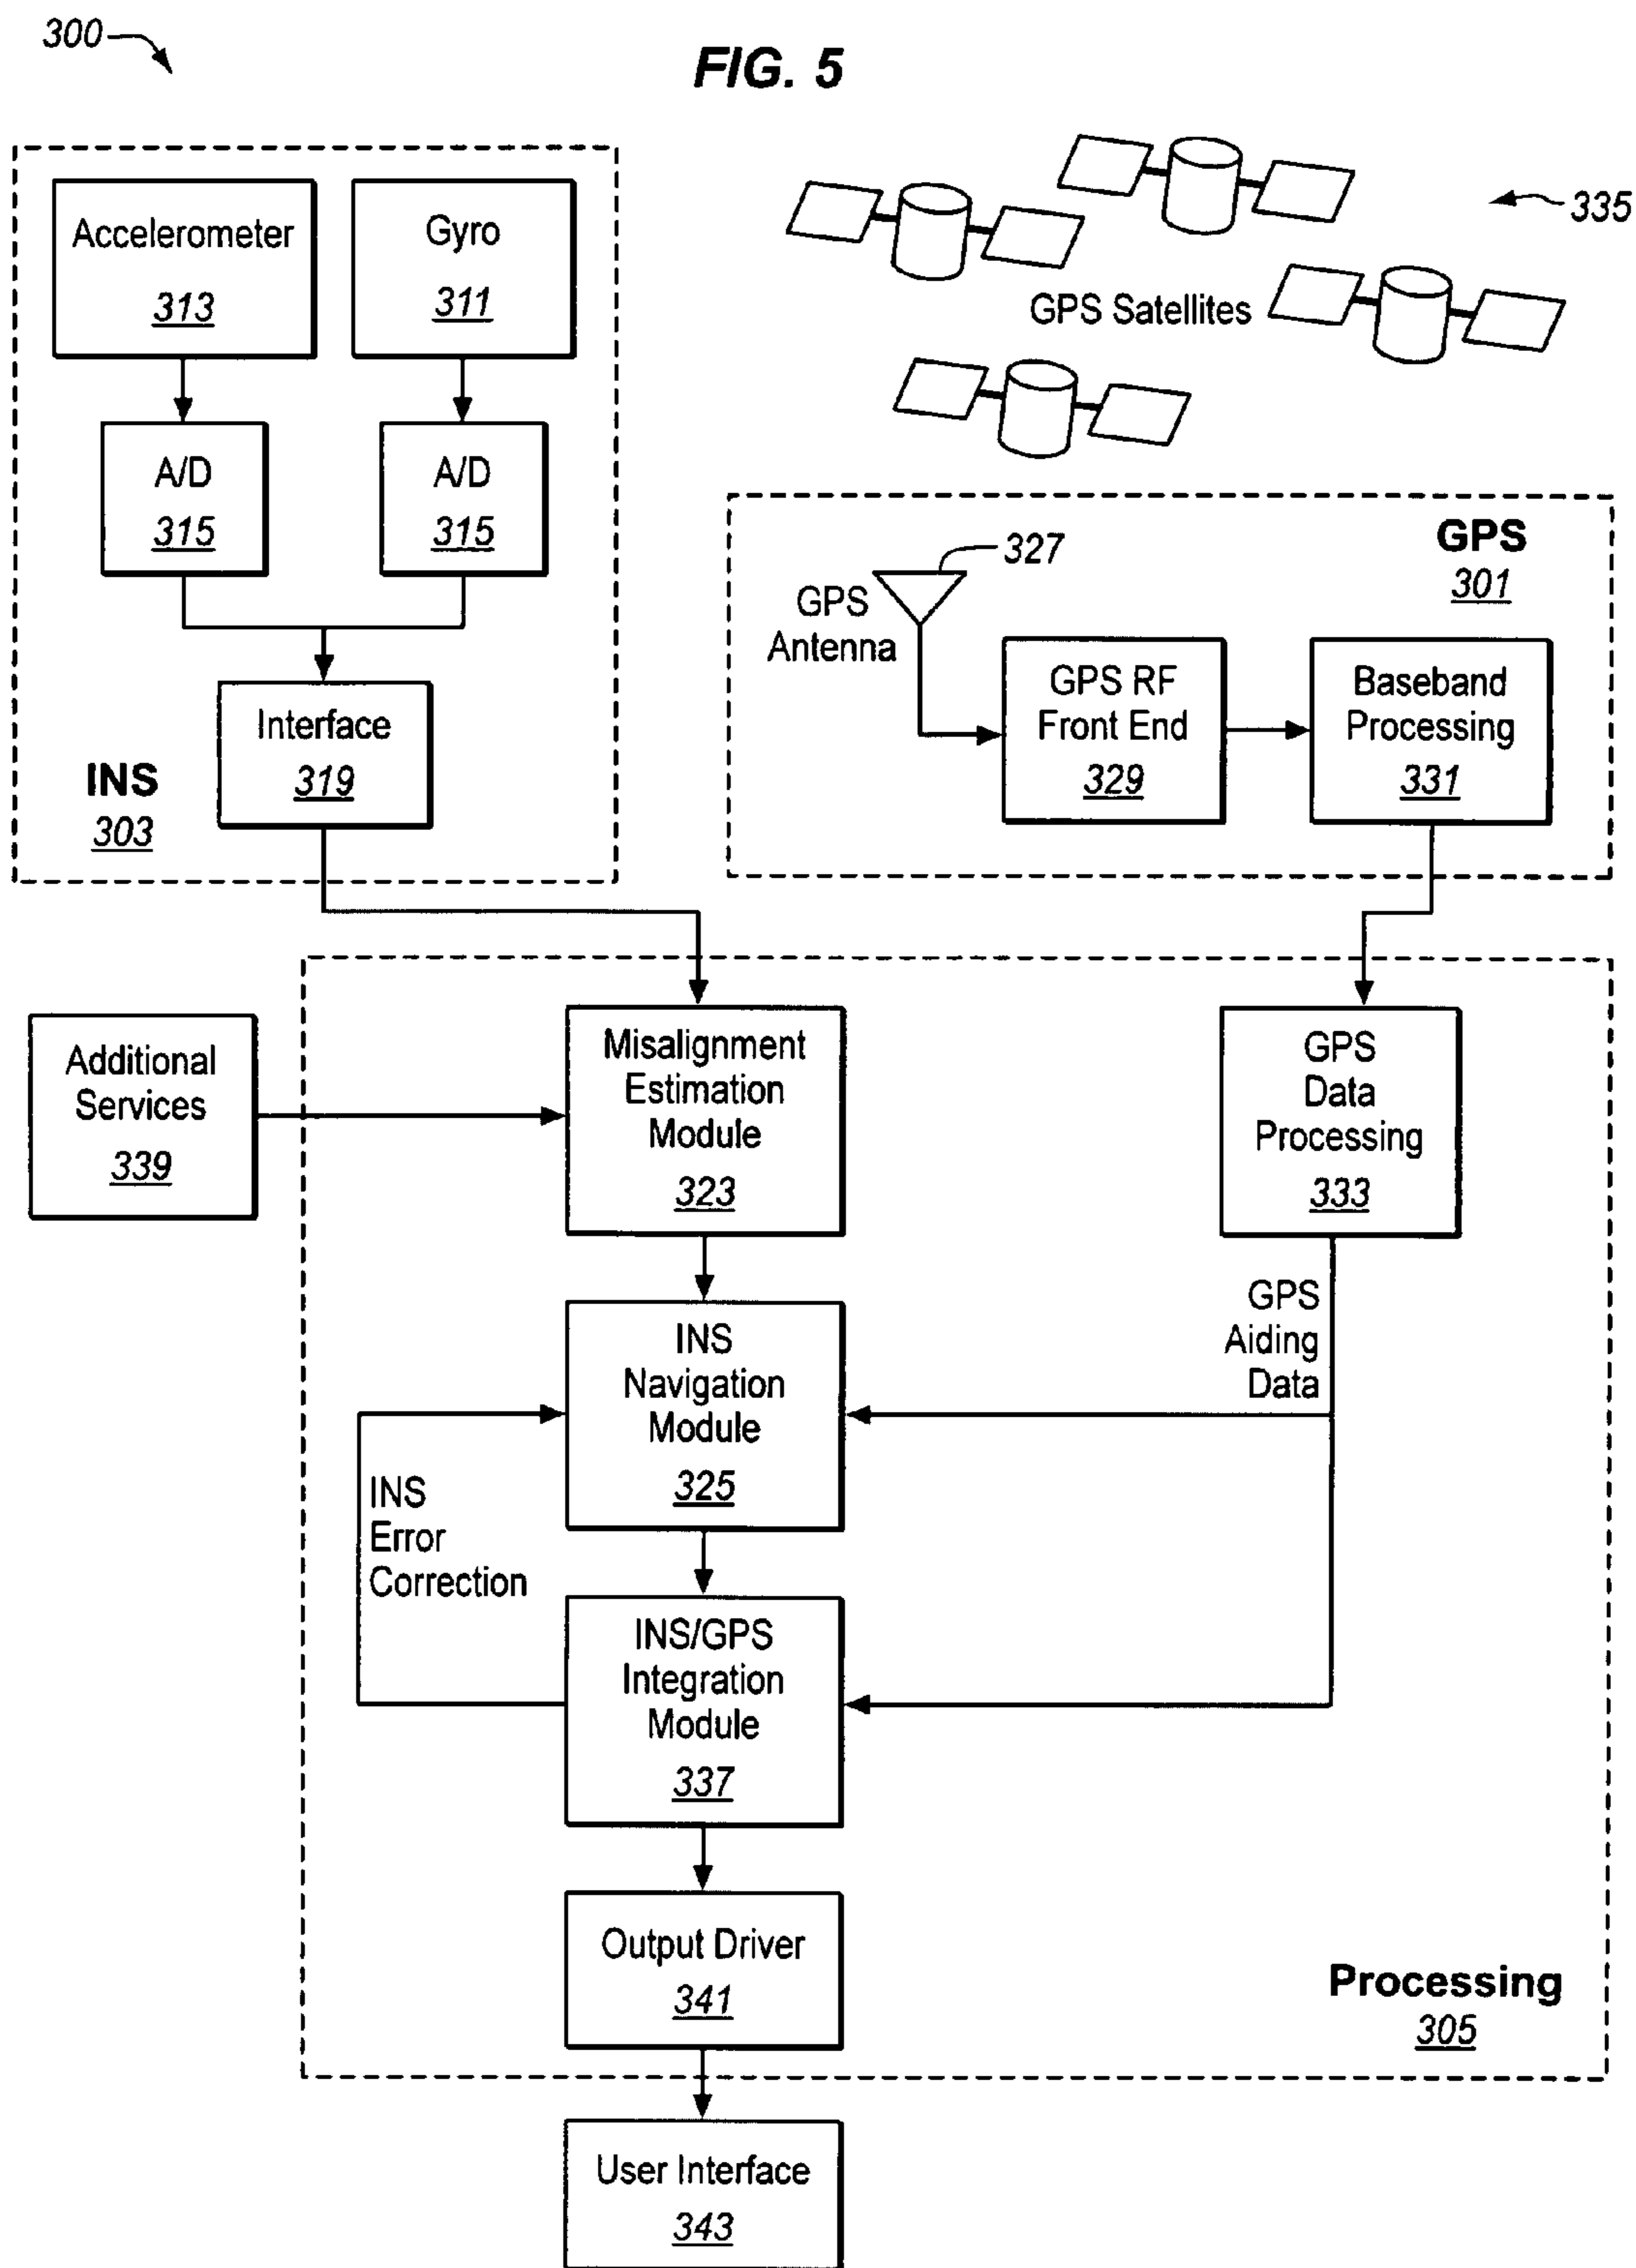 300
FIG. 5
Accelerometer
313
Gyro
311
335
GPS Satellites
A/D
315
A/D
315
Interface
319
INS
303
GPS
301
327
GPS
Antenna
GPS RF
Front End
329
Baseband
Processing
331
Additional
Services
339
Misalignment
Estimation
Module
323
GPS
Data
Processing
333
INS
Navigation
Module
325
GPS
Aiding
Data
INS
Error
Correction
INS/GPS
Integration
Module
337
Output Driver
341
Processing
305
User Interface
343